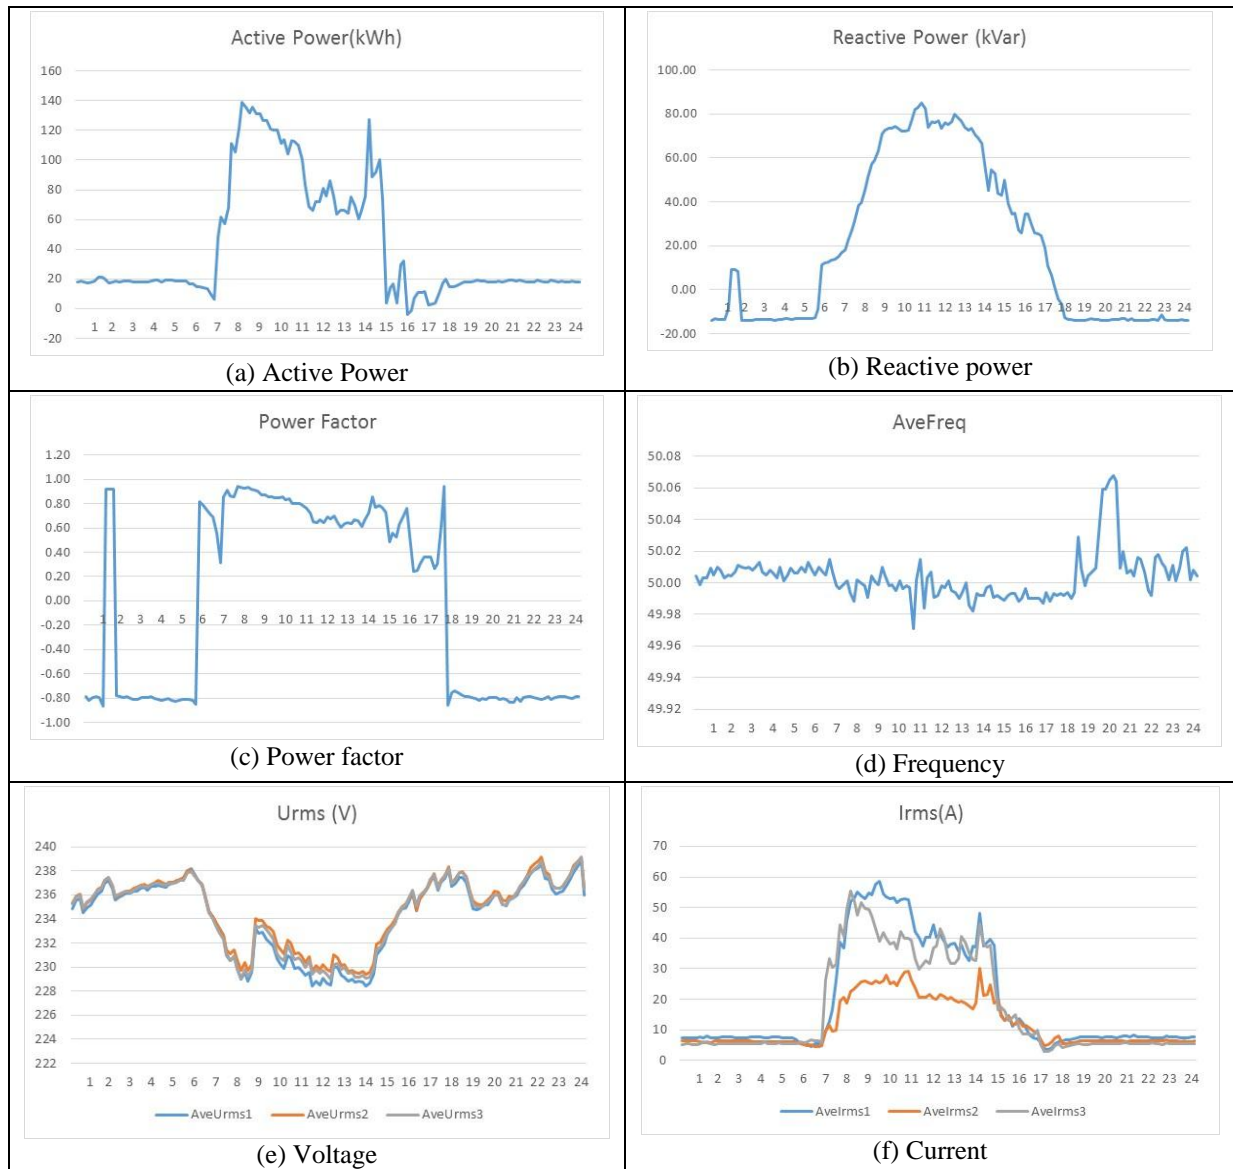 Active Power(kWh)
160
140
120
100
80
60
40
20
0
-20
1 2 3 4 5 6 7 8 9 10 11 12 13 14 15 16 17 18 19 20 21 22 23 24
(a) Active Power
Reactive Power (kVar)
100.00
80.00
60.00
40.00
20.00
0.00
-20.00
1 2 3 4 5 6 7 8 9 10 11 12 13 14 15 16 17 18 19 20 21 22 23 24
(b) Reactive power
Power Factor
1.20
1.00
0.80
0.60
0.40
0.20
0.00
-0.20
-0.40
-0.60
-0.80
-1.00
1 2 3 4 5 6 7 8 9 10 11 12 13 14 15 16 17 18 19 20 21 22 23 24
(c) Power factor
AveFreq
50.08
50.06
50.04
50.02
50.00
49.98
49.96
49.94
49.92
1 2 3 4 5 6 7 8 9 10 11 12 13 14 15 16 17 18 19 20 21 22 23 24
(d) Frequency
Urms (V)
240
238
236
234
232
230
228
226
224
222
1 2 3 4 5 6 7 8 9 10 11 12 13 14 15 16 17 18 19 20 21 22 23 24
AveUrms1 AveUrms2 AveUrms3
(e) Voltage
Irms(A)
70
60
50
40
30
20
10
0
1 2 3 4 5 6 7 8 9 10 11 12 13 14 15 16 17 18 19 20 21 22 23 24
AveIrms1 AveIrms2 AveIrms3
(f) Current